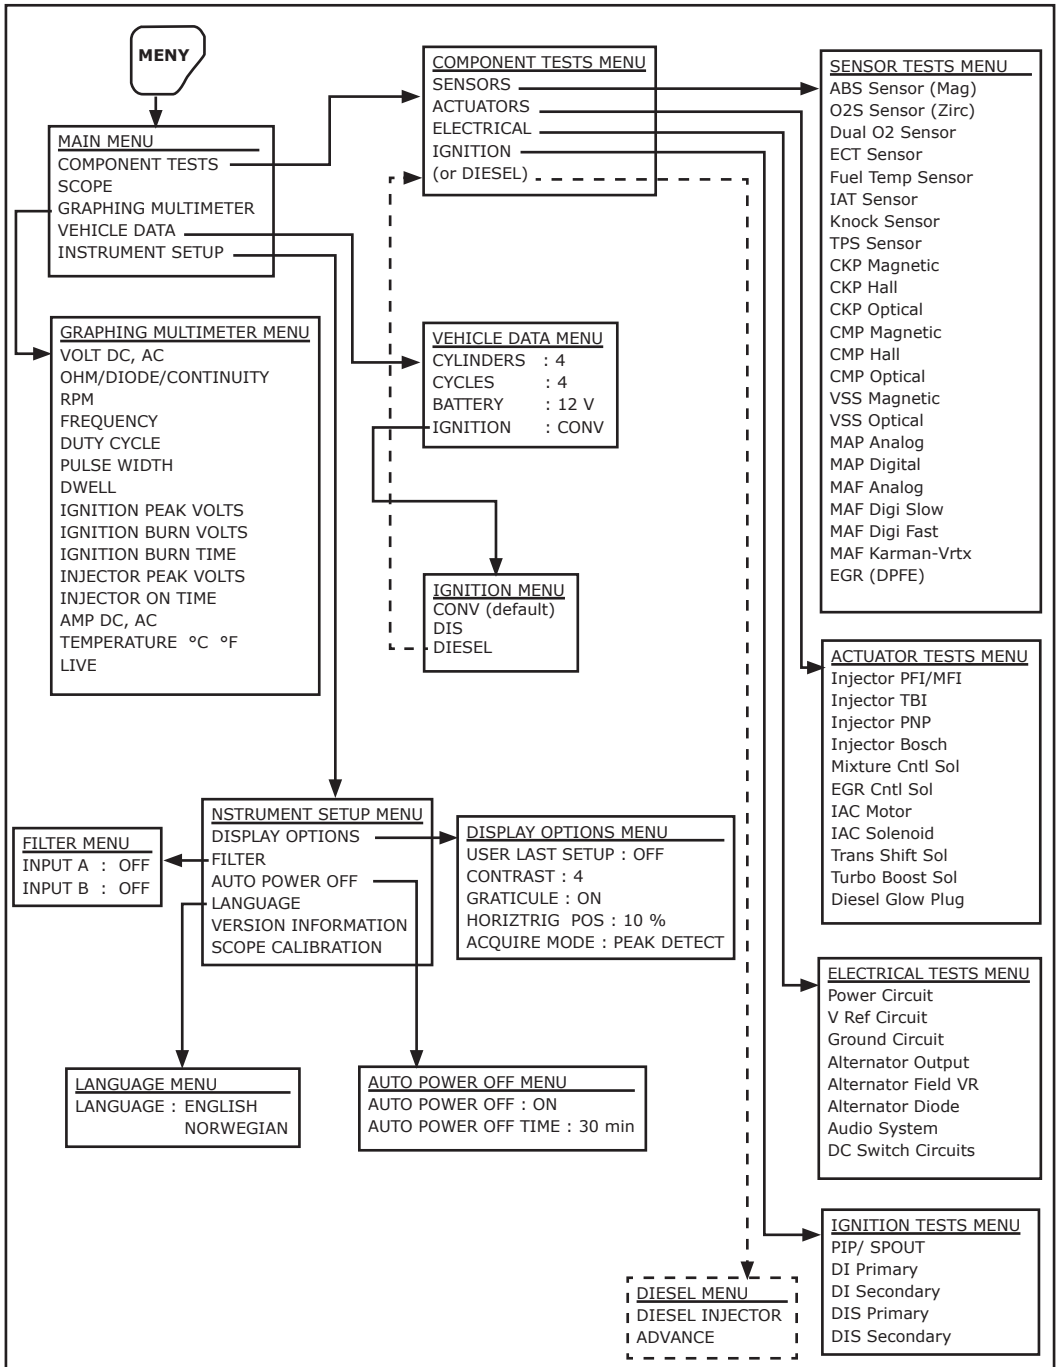 MENY
MAIN MENU
COMPONENT TESTS
SCOPE
GRAPHING MULTIMETER
VEHICLE DATA
INSTRUMENT SETUP
COMPONENT TESTS MENU
SENSORS
ACTUATORS
ELECTRICAL
IGNITION
(or DIESEL)
SENSOR TESTS MENU
ABS Sensor (Mag)
O2S Sensor (Zirc)
Dual O2 Sensor
ECT Sensor
Fuel Temp Sensor
IAT Sensor
Knock Sensor
TPS Sensor
CKP Magnetic
CKP Hall
CKP Optical
CMP Magnetic
CMP Hall
CMP Optical
VSS Magnetic
VSS Optical
MAP Analog
MAP Digital
MAF Analog
MAF Digi Slow
MAF Digi Fast
MAF Karman-Vrtx
EGR (DPFE)
GRAPHING MULTIMETER MENU
VOLT DC, AC
OHM/DIODE/CONTINUITY
RPM
FREQUENCY
DUTY CYCLE
PULSE WIDTH
DWELL
IGNITION PEAK VOLTS
IGNITION BURN VOLTS
IGNITION BURN TIME
INJECTOR PEAK VOLTS
INJECTOR ON TIME
AMP DC, AC
TEMPERATURE °C °F
LIVE
VEHICLE DATA MENU
CYLINDERS : 4
CYCLES : 4
BATTERY : 12 V
IGNITION : CONV
IGNITION MENU
CONV (default)
DIS
DIESEL
ACTUATOR TESTS MENU
Injector PFI/MFI
Injector TBI
Injector PNP
Injector Bosch
Mixture Cntl Sol
EGR Cntl Sol
IAC Motor
IAC Solenoid
Trans Shift Sol
Turbo Boost Sol
Diesel Glow Plug
FILTER MENU
INPUT A : OFF
INPUT B : OFF
NSTRUMENT SETUP MENU
DISPLAY OPTIONS
FILTER
AUTO POWER OFF
LANGUAGE
VERSION INFORMATION
SCOPE CALIBRATION
DISPLAY OPTIONS MENU
USER LAST SETUP : OFF
CONTRAST : 4
GRATICULE : ON
HORIZTRIG POS : 10 %
ACQUIRE MODE : PEAK DETECT
ELECTRICAL TESTS MENU
Power Circuit
V Ref Circuit
Ground Circuit
Alternator Output
Alternator Field VR
Alternator Diode
Audio System
DC Switch Circuits
LANGUAGE MENU
LANGUAGE : ENGLISH
NORWEGIAN
AUTO POWER OFF MENU
AUTO POWER OFF : ON
AUTO POWER OFF TIME : 30 min
IGNITION TESTS MENU
PIP/ SPOUT
DI Primary
DI Secondary
DIS Primary
DIS Secondary
DIESEL MENU
DIESEL INJECTOR
ADVANCE